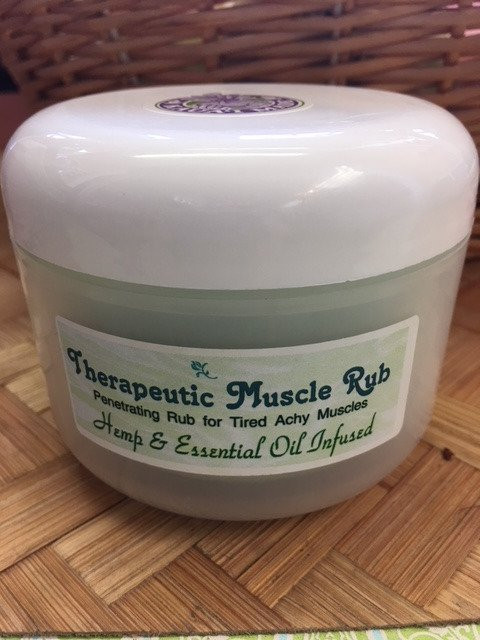 Therapeutic Muscle Rub
Penetrating Rub for Tired Achy Muscles
Hemp & Essential Oil Infused